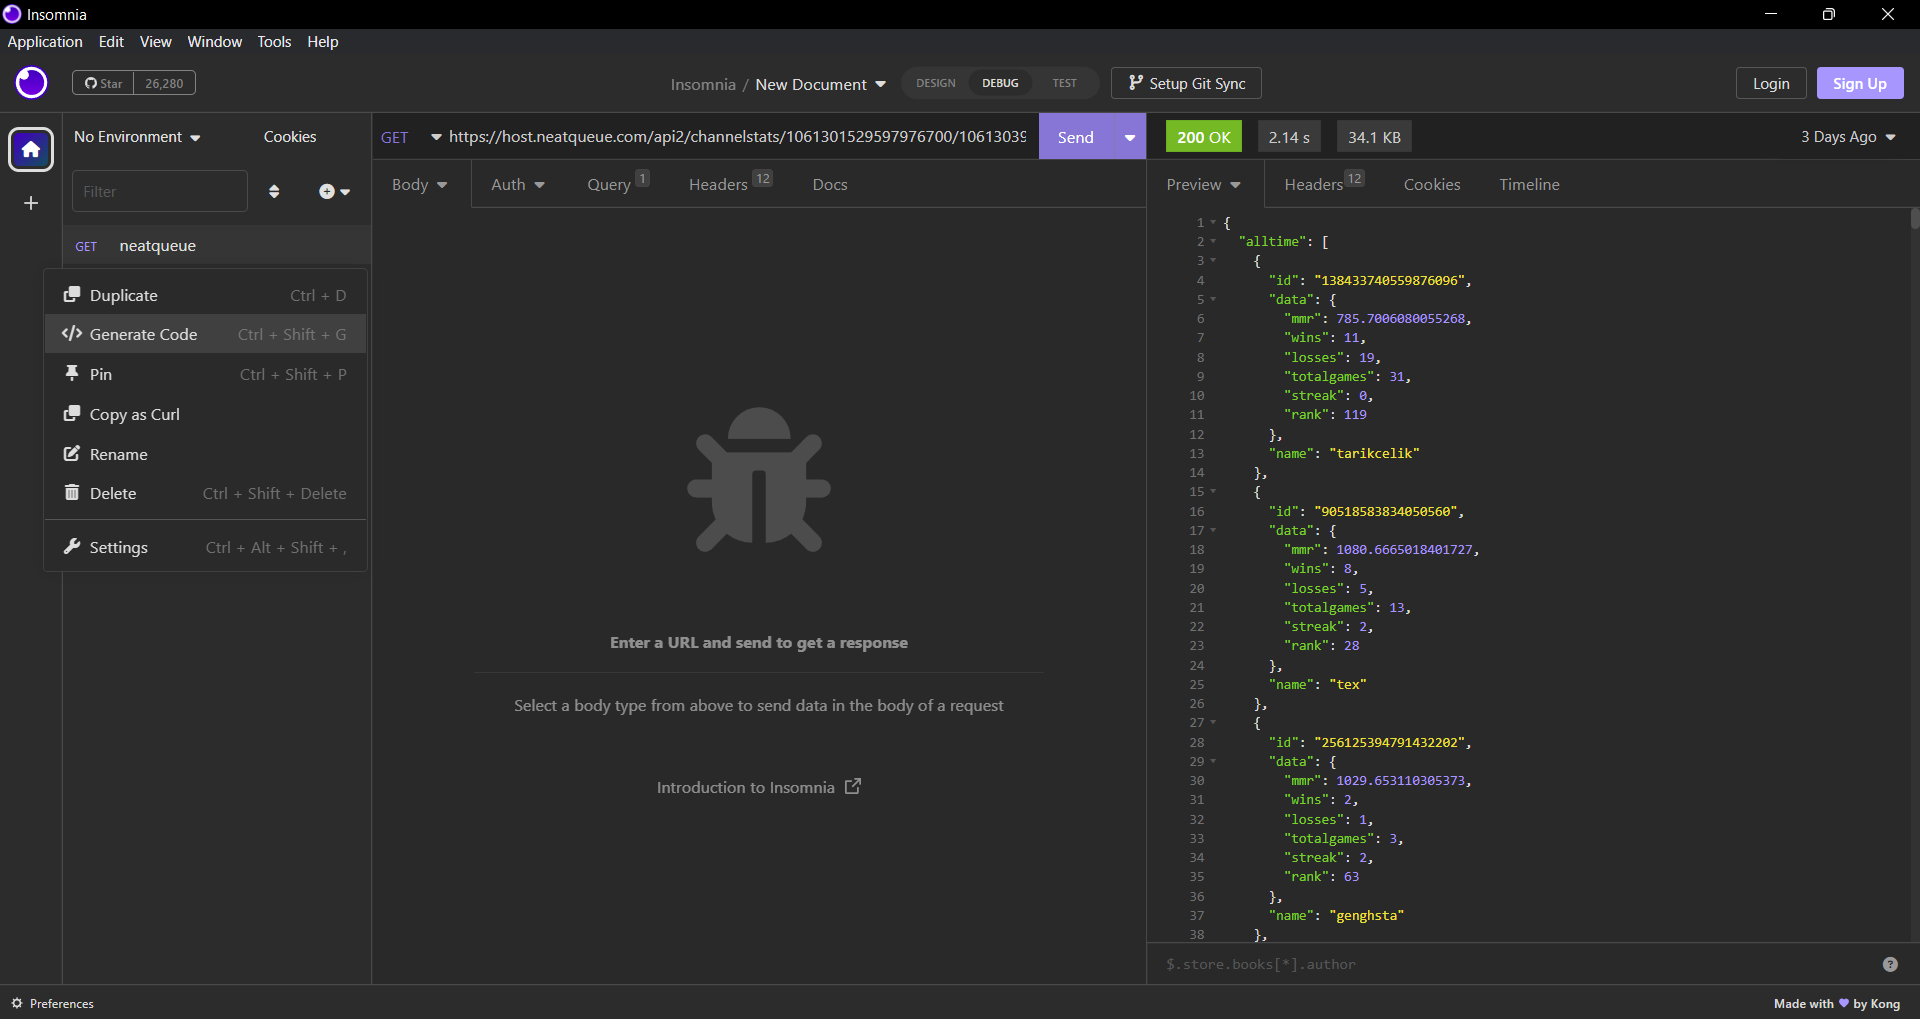 Insomnia
Application Edit View Window Tools Help
Star 26,280
Insomnia / New Document
DESIGN DEBUG TEST
Setup Git Sync
Login
Sign Up
No Environment
Cookies
GET https://host.neatqueue.com/api2/channelstats/1061301529597976700/10613039
Send
200 OK
2.14 s
34.1 KB
3 Days Ago
Filter
GET neatqueue
Duplicate Ctrl + D
Generate Code Ctrl + Shift + G
Pin Ctrl + Shift + P
Copy as Curl
Rename
Delete Ctrl + Shift + Delete
Settings Ctrl + Alt + Shift + ,
Body Auth Query 1 Headers 12 Docs
Enter a URL and send to get a response
Select a body type from above to send data in the body of a request
Introduction to Insomnia
Preview Headers 12 Cookies Timeline
1 {
2 "alltime": [
3 {
4 "id": "138433740559876096",
5 "data": {
6 "mmr": 785.7006080055268,
7 "wins": 11,
8 "losses": 19,
9 "totalgames": 31,
10 "streak": 0,
11 "rank": 119
12 },
13 "name": "tarikcelik"
14 },
15 {
16 "id": "90518583834050560",
17 "data": {
18 "mmr": 1080.6665018401727,
19 "wins": 8,
20 "losses": 5,
21 "totalgames": 13,
22 "streak": 2,
23 "rank": 28
24 },
25 "name": "tex"
26 },
27 {
28 "id": "256125394791432202",
29 "data": {
30 "mmr": 1029.653110305373,
31 "wins": 2,
32 "losses": 1,
33 "totalgames": 3,
34 "streak": 2,
35 "rank": 63
36 },
37 "name": "genghsta"
38 },
$.store.books[*].author
Preferences
Made with by Kong